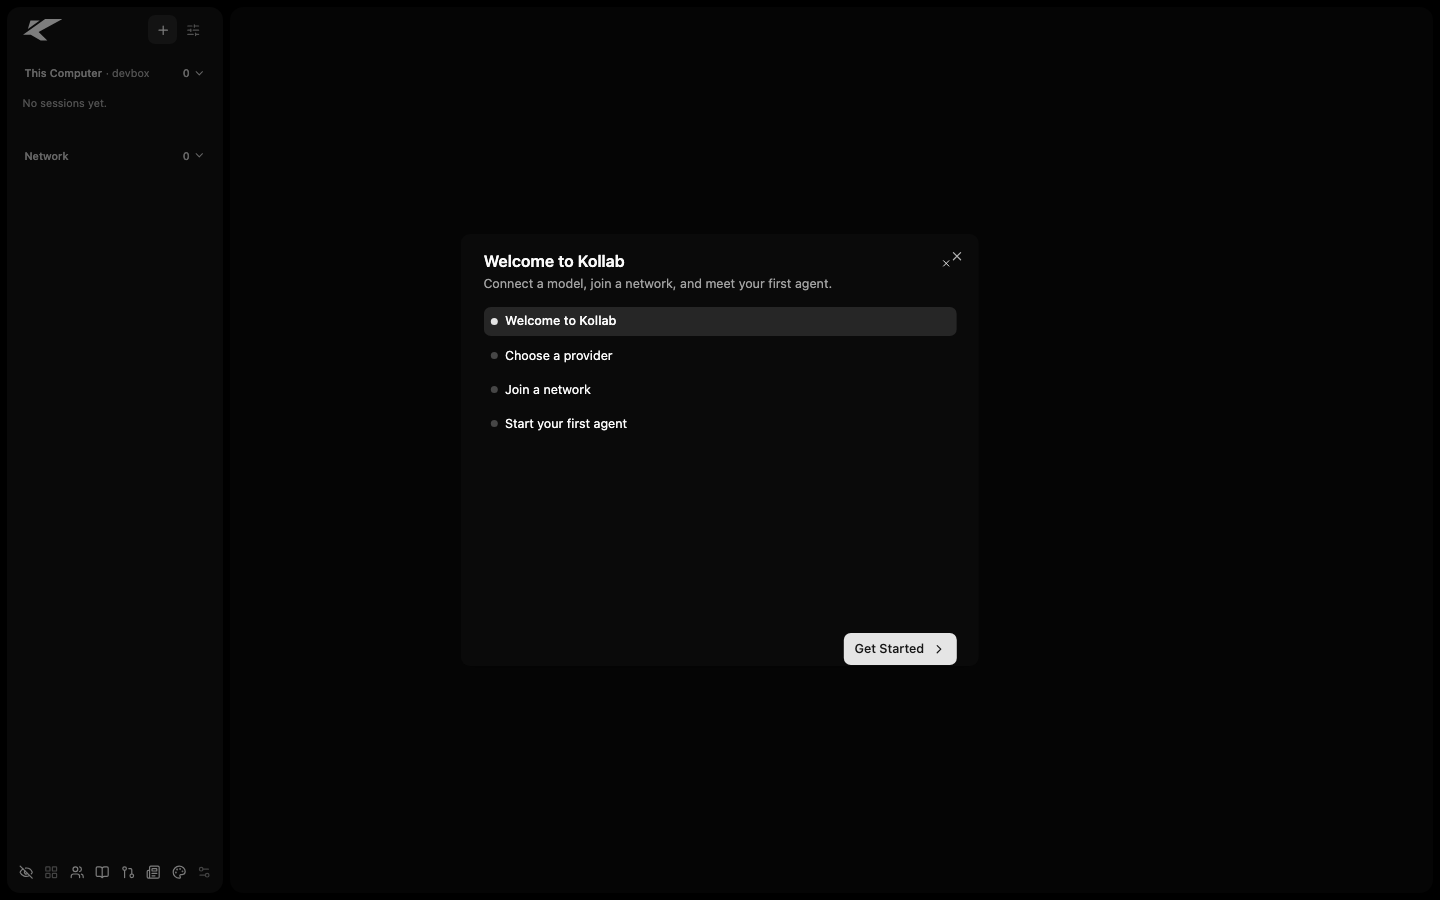 This Computer · devbox 0
No sessions yet.
Network 0
Welcome to Kollab
Connect a model, join a network, and meet your first agent.
Welcome to Kollab
Choose a provider
Join a network
Start your first agent
Get Started